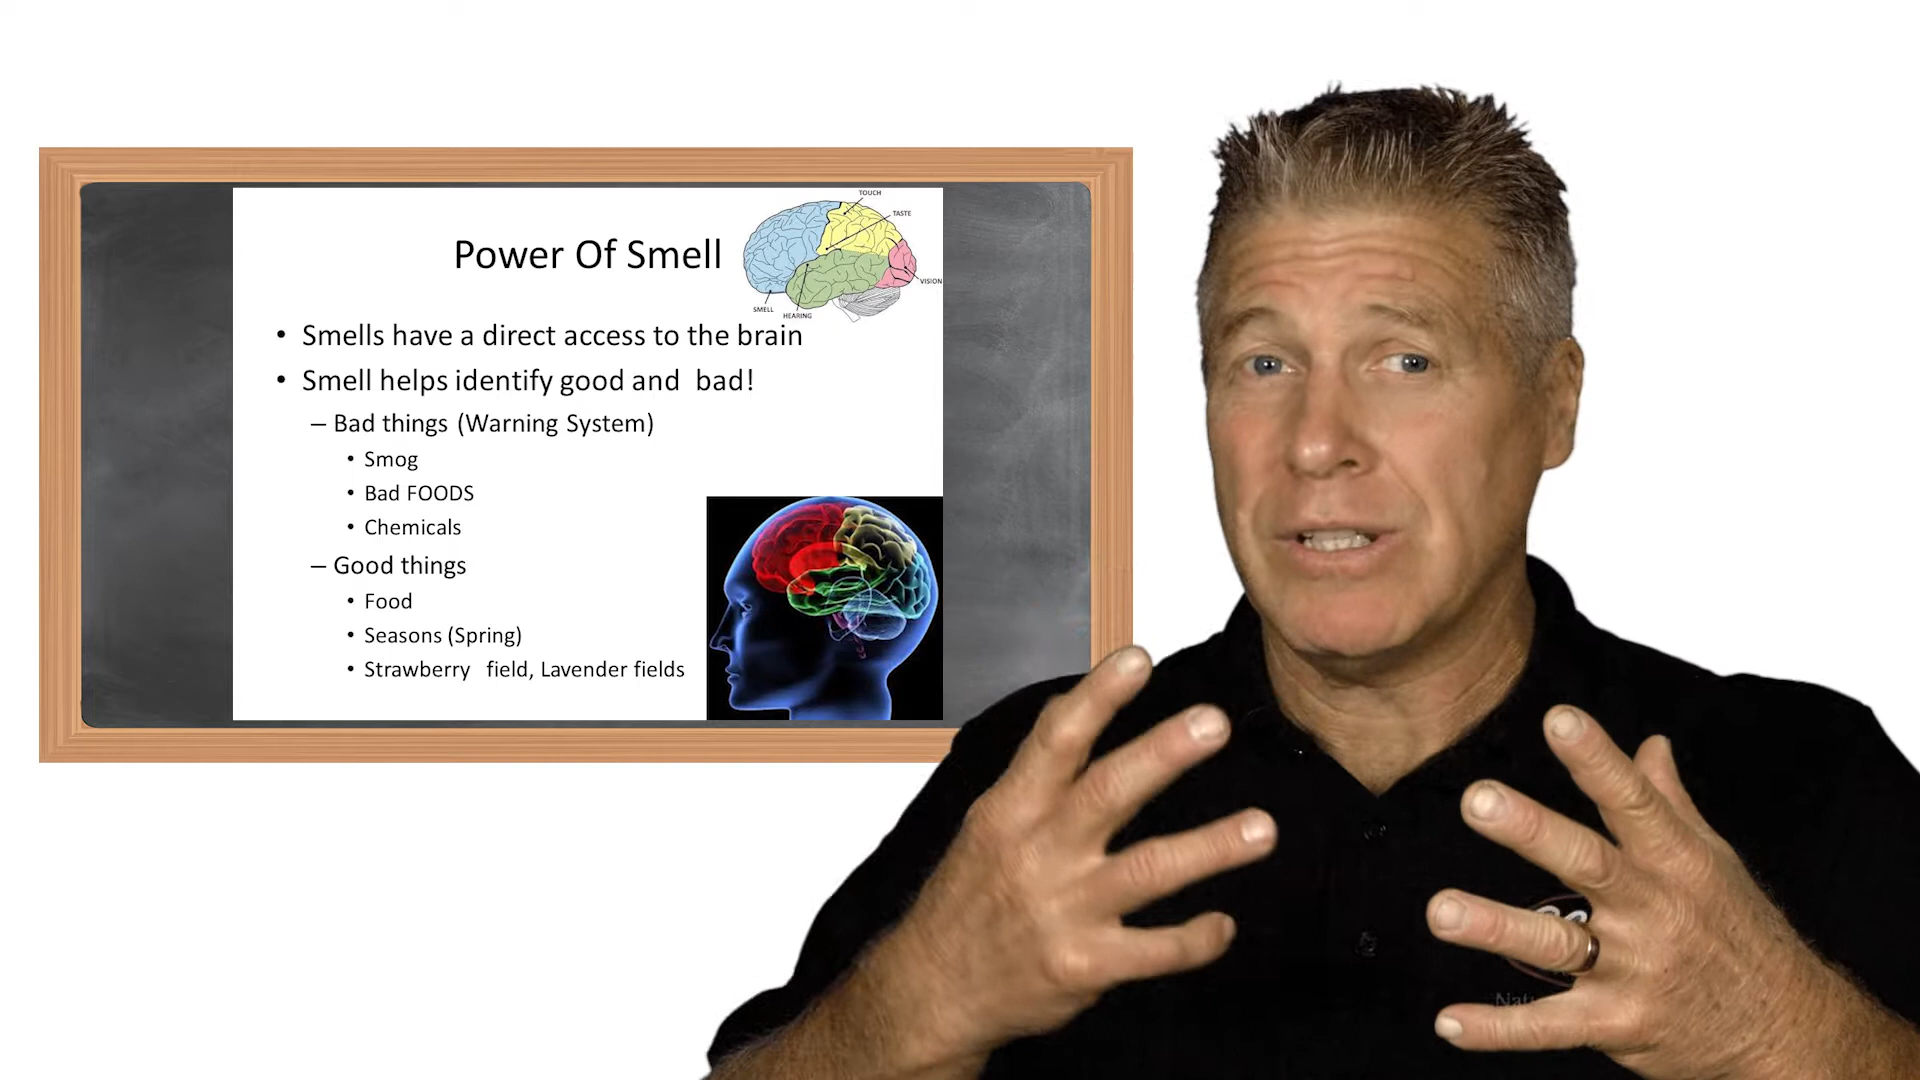 TOUCH
TASTE
Power Of Smell
VISION
SMELL
HEARING
• Smells have a direct access to the brain
• Smell helps identify good and bad!
– Bad things (Warning System)
• Smog
• Bad FOODS
• Chemicals
– Good things
• Food
• Seasons (Spring)
• Strawberry field, Lavender fields